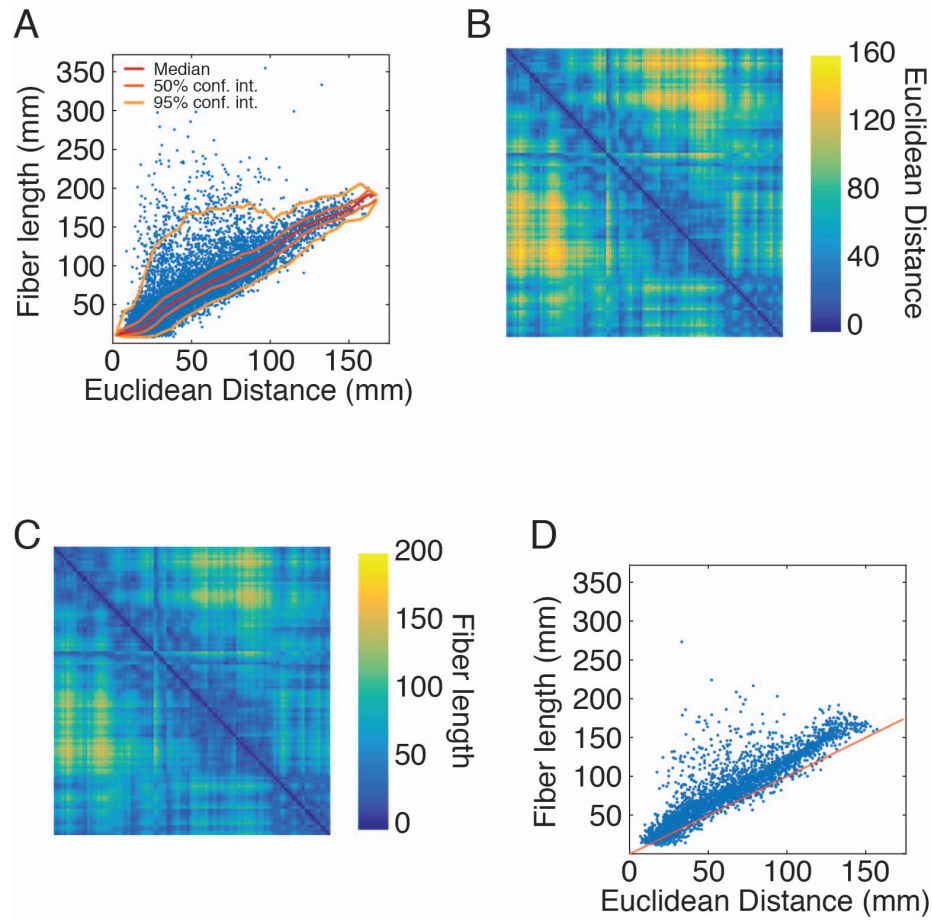 A
Fiber length (mm)
350
300
250
200
150
100
50
Median
50% conf. int.
95% conf. int.
0 50 100 150
Euclidean Distance (mm)
B
160
120
80
40
0
Euclidean Distance
C
200
150
100
50
0
Fiber length
D
Fiber length (mm)
350
300
250
200
150
100
50
0 50 100 150
Euclidean Distance (mm)